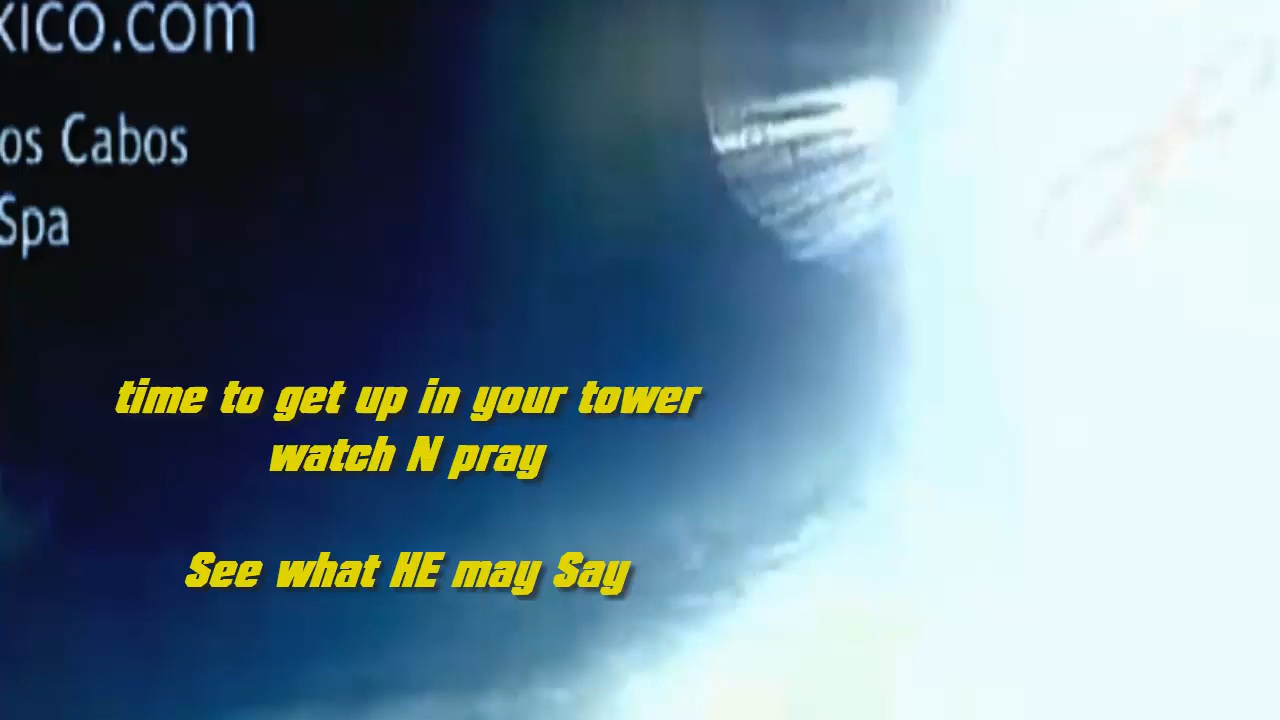 xico.com
os Cabos
Spa
time to get up in your tower
watch N pray
See what HE may Say